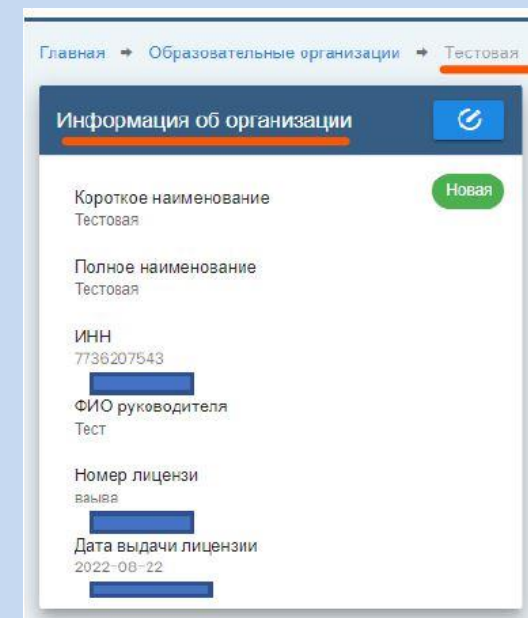 Главная → Образовательные организации → Тестовая
Информация об организации
Новая
Короткое наименование
Тестовая
Полное наименование
Тестовая
ИНН
7736207543
ФИО руководителя
Тест
Номер лицензи
ваыва
Дата выдачи лицензии
2022-08-22